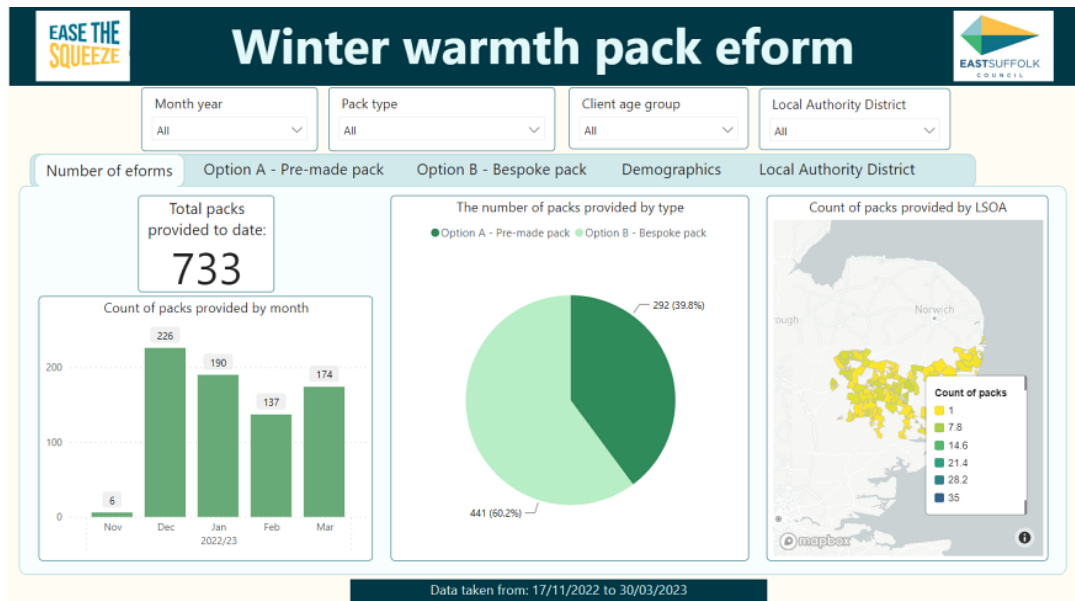 EASE THE
SQUEEZE
Winter warmth pack eform
EASTSUFFOLK
COUNCIL
Month year
All
Pack type
All
Client age group
All
Local Authority District
All
Number of eforms
Option A - Pre-made pack
Option B - Bespoke pack
Demographics
Local Authority District
Total packs
provided to date:
733
Count of packs provided by month
226
190
137
174
6
200
100
0
Nov
Dec
Jan
Feb
Mar
2022/23
The number of packs provided by type
Option A - Pre-made pack
Option B - Bespoke pack
292 (39.8%)
441 (60.2%)
Count of packs provided by LSOA
Norwich
ough
Count of packs
1
7.8
14.6
21.4
28.2
35
mapbox
Data taken from: 17/11/2022 to 30/03/2023